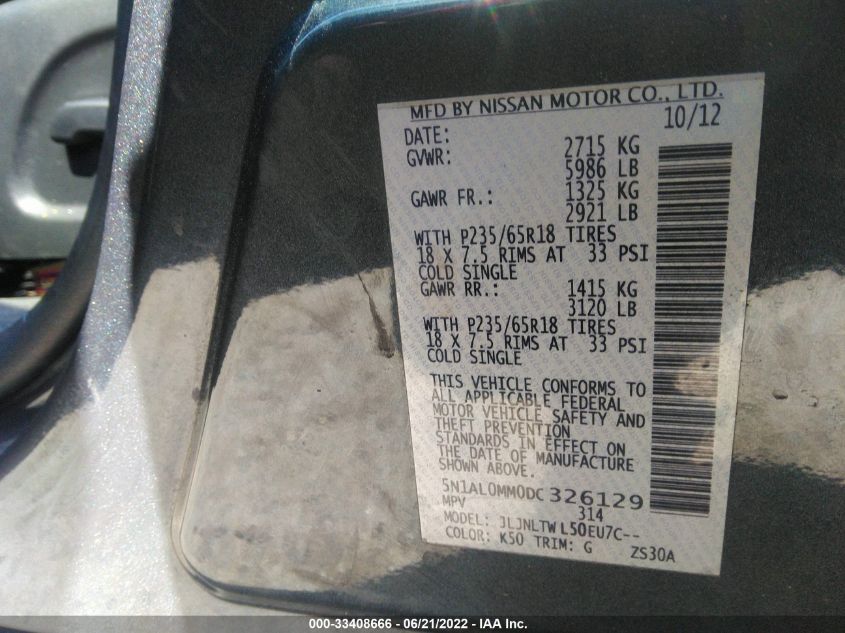 MFD BY NISSAN MOTOR CO., LTD.
DATE: 10/12
GVWR: 2715 KG
5986 LB
GAWR FR.: 1325 KG
2921 LB
WITH P235/65R18 TIRES
18 X 7.5 RIMS AT 33 PSI
COLD SINGLE
GAWR RR.: 1415 KG
3120 LB
WITH P235/65R18 TIRES
18 X 7.5 RIMS AT 33 PSI
COLD SINGLE
THIS VEHICLE CONFORMS TO
ALL APPLICABLE FEDERAL
MOTOR VEHICLE SAFETY AND
THEFT PREVENTION
STANDARDS IN EFFECT ON
THE DATE OF MANUFACTURE
SHOWN ABOVE.
5N1AL0MM0DC 326129
MPV 314
MODEL: JLJNLTW L50EU7C--
COLOR: K50 TRIM: G ZS30A
000-33408666 - 06/21/2022 - IAA Inc.